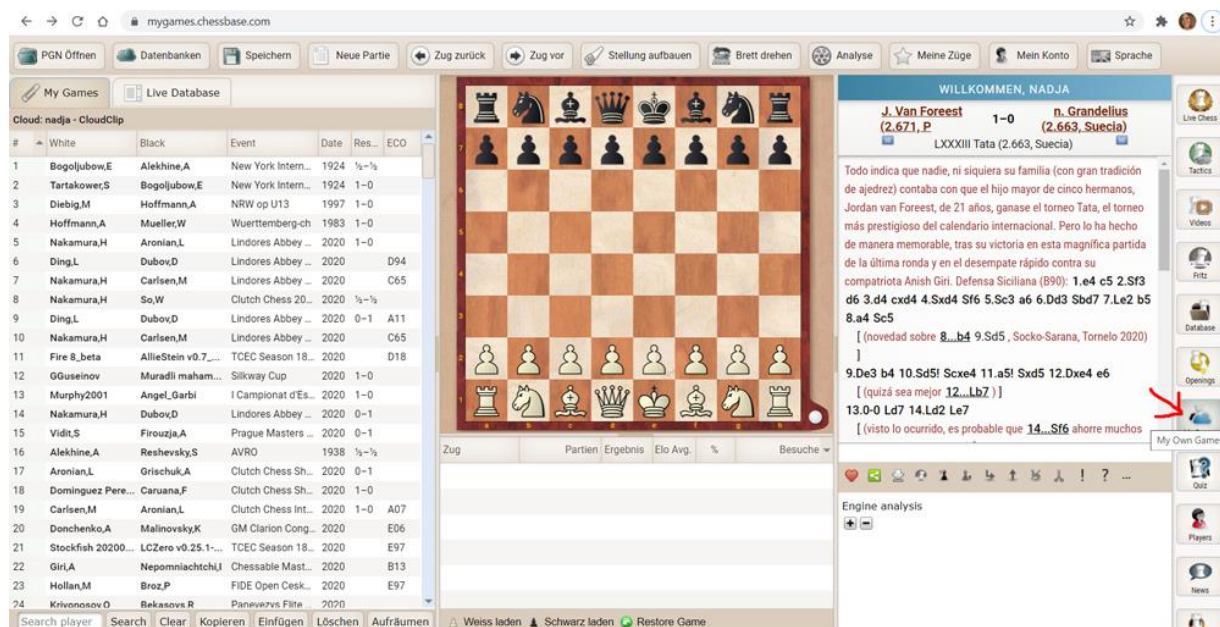 mygames.chessbase.com
PGN Öffnen Datenbanken Speichern Neue Partie Zug zurück Zug vor Stellung aufbauen Brett drehen Analyse Meine Züge Mein Konto Sprache
My Games Live Database
Cloud: nadja - CloudClip
# White Black Event Date Res... ECO
1 Bogoljubow,E Alekhine,A New York Intern... 1924 ½-½
2 Tartakower,S Bogoljubow,E New York Intern... 1924 1-0
3 Diebig,M Hoffmann,A NRW op U13 1997 1-0
4 Hoffmann,A Mueller,W Wuerttemberg-ch 1983 1-0
5 Nakamura,H Aronian,L Lindores Abbey ... 2020 1-0
6 Ding,L Dubov,D Lindores Abbey ... 2020 D94
7 Nakamura,H Carlsen,M Lindores Abbey ... 2020 C65
8 Nakamura,H So,W Clutch Chess 20... 2020 ½-½
9 Ding,L Dubov,D Lindores Abbey ... 2020 0-1 A11
10 Nakamura,H Carlsen,M Lindores Abbey ... 2020 C65
11 Fire 8_beta AllieStein v0.7_... TCEC Season 18... 2020 D18
12 GGuseinov Muradli maham... Silkway Cup 2020 1-0
13 Murphy2001 Angel_Garbi I Campionat d'Es... 2020 1-0
14 Nakamura,H Dubov,D Lindores Abbey ... 2020 0-1
15 Vidit,S Firouzja,A Prague Masters ... 2020 0-1
16 Alekhine,A Reshevsky,S AVRO 1938 ½-½
17 Aronian,L Grischuk,A Clutch Chess Sh... 2020 0-1
18 Dominguez Pere... Caruana,F Clutch Chess Sh... 2020 1-0
19 Carlsen,M Aronian,L Clutch Chess Int... 2020 1-0 A07
20 Donchenko,A Malinovsky,K GM Clarion Cong... 2020 E06
21 Stockfish 20200... LCZero v0.25.1-... TCEC Season 18... 2020 E97
22 Giri,A Nepomniachtchi,I Chessable Mast... 2020 B13
23 Hollan,M Broz,P FIDE Open Cesk... 2020 E97
24 Krivonosov,O Bekasovs,R Panevezys Elite ... 2020
Search player Search Clear Kopieren Einfügen Löschen Aufräumen
8
7
6
5
4
3
2
1
Zug Partien Ergebnis Elo Avg. % Besuche
Weiss laden Schwarz laden Restore Game
WILLKOMMEN, NADJA
J. Van Foreest 1-0 n. Grandelius
(2.671, P (2.663, Suecia)
LXXXIII Tata (2.663, Suecia)
Todo indica que nadie, ni siquiera su familia (con gran tradición
de ajedrez) contaba con que el hijo mayor de cinco hermanos,
Jordan van Foreest, de 21 años, ganase el torneo Tata, el torneo
más prestigioso del calendario internacional. Pero lo ha hecho
de manera memorable, tras su victoria en esta magnífica partida
de la última ronda y en el desempate rápido contra su
compatriota Anish Giri. Defensa Siciliana (B90): 1.e4 c5 2.Sf3
d6 3.d4 cxd4 4.Sxd4 Sf6 5.Sc3 a6 6.Dd3 Sbd7 7.Le2 b5
8.a4 Sc5
[ (novedad sobre 8...b4 9.Sd5 , Socko-Sarana, Tornelo 2020)
]
9.De3 b4 10.Sd5! Scxe4 11.a5! Sxd5 12.Dxe4 e6
[ (quizá sea mejor 12...Lb7 ) ]
13.0-0 Ld7 14.Ld2 Le7
[ (visto lo ocurrido, es probable que 14...Sf6 ahorre muchos
! ? ...
Engine analysis
Live Chess
Tactics
Videos
Fritz
Database
Openings
My Own Game
Quiz
Players
News